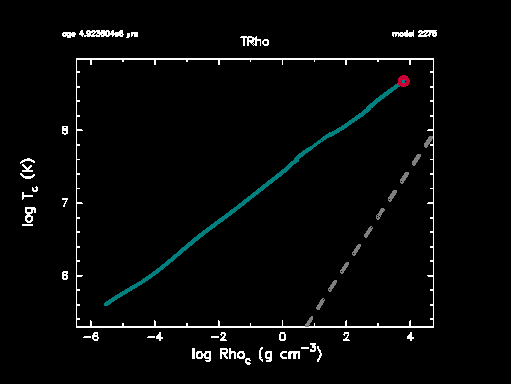 age 4.923604e6 yrs
model 2275
TRho
8
7
6
log T_c (K)
-6 -4 -2 0 2 4
log Rho_c (g cm^-3)